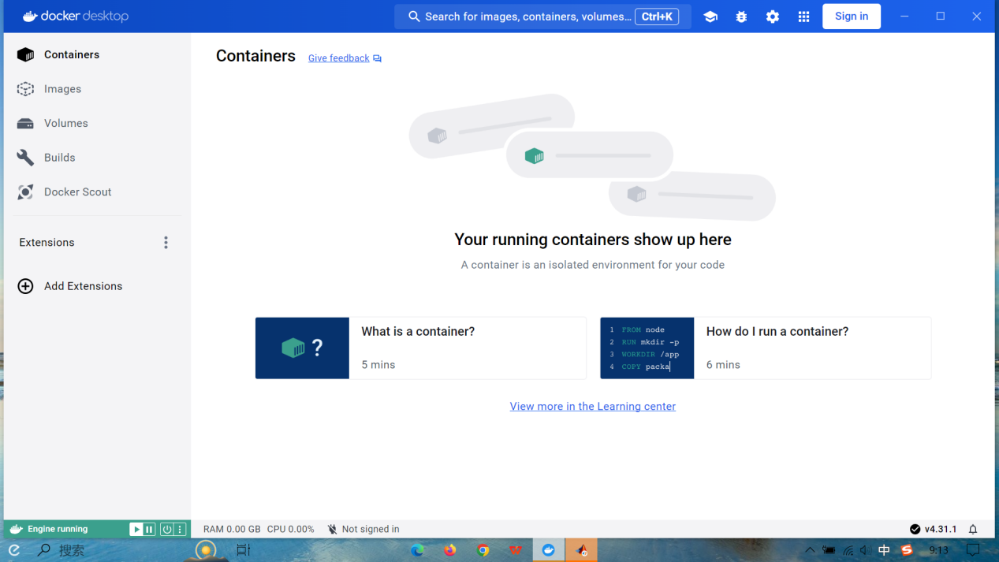 docker desktop
Search for images, containers, volumes... Ctrl+K
Sign in
Containers
Images
Volumes
Builds
Docker Scout
Extensions
Add Extensions
Containers Give feedback
Your running containers show up here
A container is an isolated environment for your code
?
What is a container?
5 mins
1 FROM node
2 RUN mkdir -p
3 WORKDIR /app
4 COPY packa
How do I run a container?
6 mins
View more in the Learning center
Engine running
RAM 0.00 GB CPU 0.00% Not signed in
v4.31.1
搜索
中
9:13